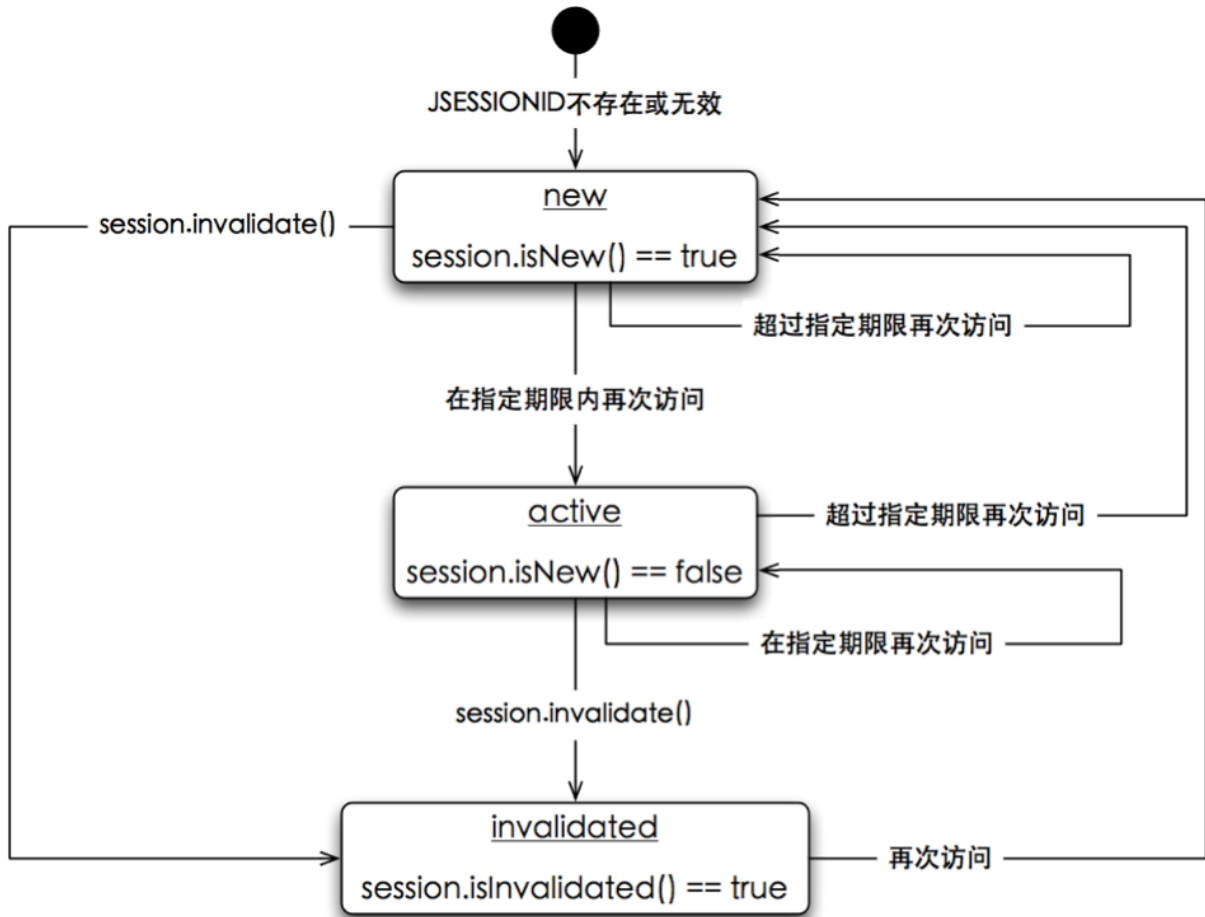 JSESSIONID不存在或无效
new
session.invalidate()
session.isNew() == true
超过指定期限再次访问
在指定期限内再次访问
active
超过指定期限再次访问
session.isNew() == false
在指定期限再次访问
session.invalidate()
invalidated
再次访问
session.isInvalidated() == true